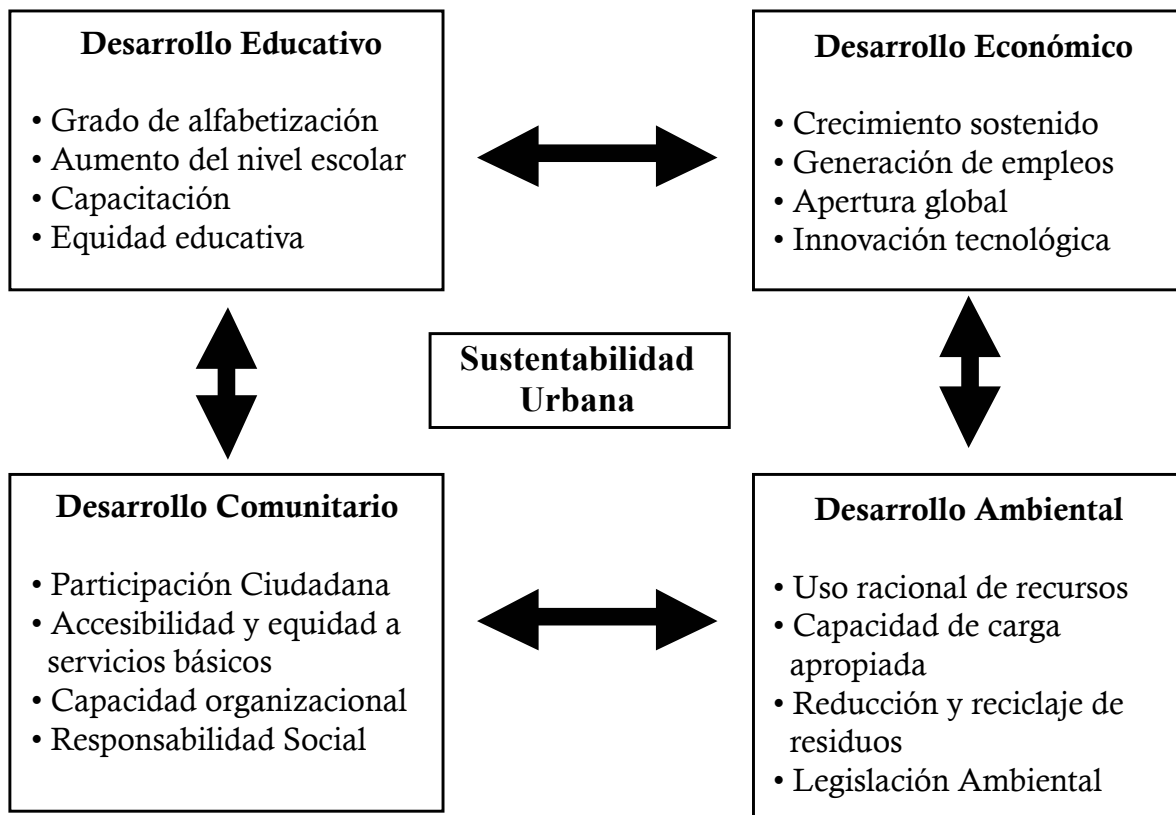 Desarrollo Educativo
• Grado de alfabetización
• Aumento del nivel escolar
• Capacitación
• Equidad educativa
Desarrollo Económico
• Crecimiento sostenido
• Generación de empleos
• Apertura global
• Innovación tecnológica
Sustentabilidad
Urbana
Desarrollo Comunitario
• Participación Ciudadana
• Accesibilidad y equidad a
servicios básicos
• Capacidad organizacional
• Responsabilidad Social
Desarrollo Ambiental
• Uso racional de recursos
• Capacidad de carga
apropiada
• Reducción y reciclaje de
residuos
• Legislación Ambiental